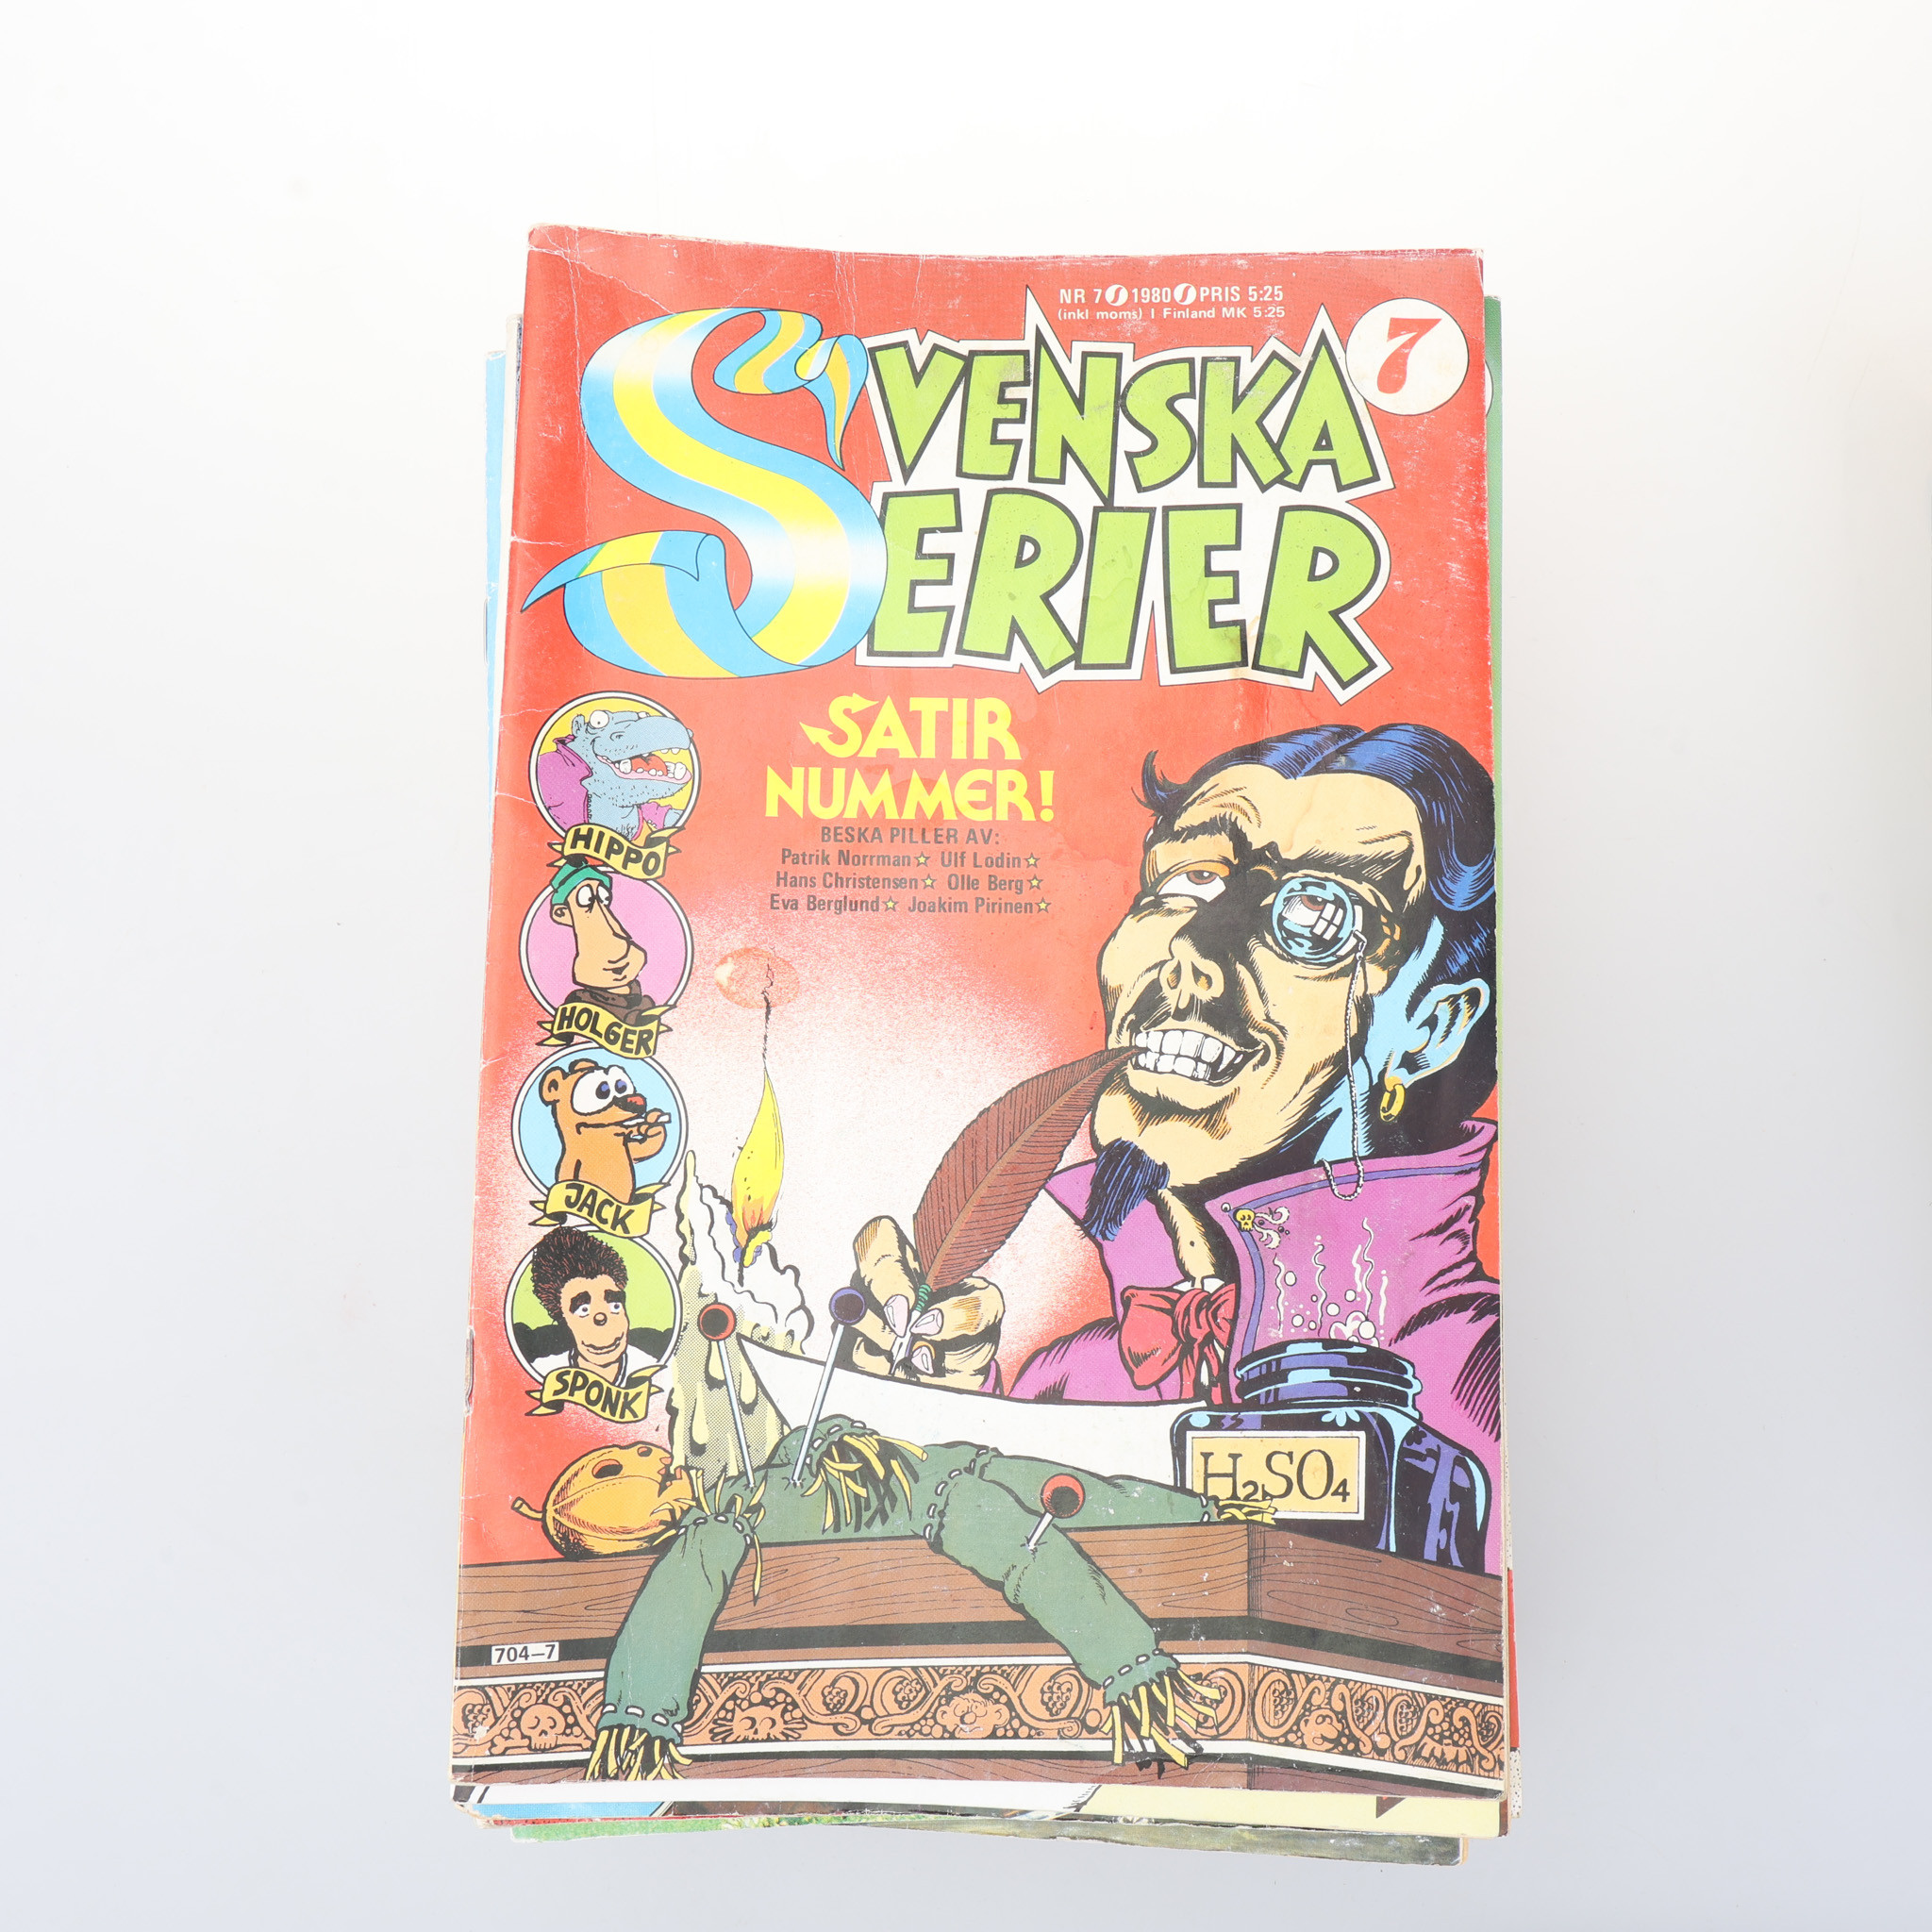 NR 7 1980 PRIS 5:25
(inkl moms) I Finland MK 5:25
7
SVENSKA
SERIER
SATIR
NUMMER!
BESKA PILLER AV:
Patrik Norrman☆ Ulf Lodin☆
Hans Christensen☆ Olle Berg☆
Eva Berglund☆ Joakim Pirinen☆
HIPPO
HOLGER
JACK
SPONK
H₂SO₄
704–7